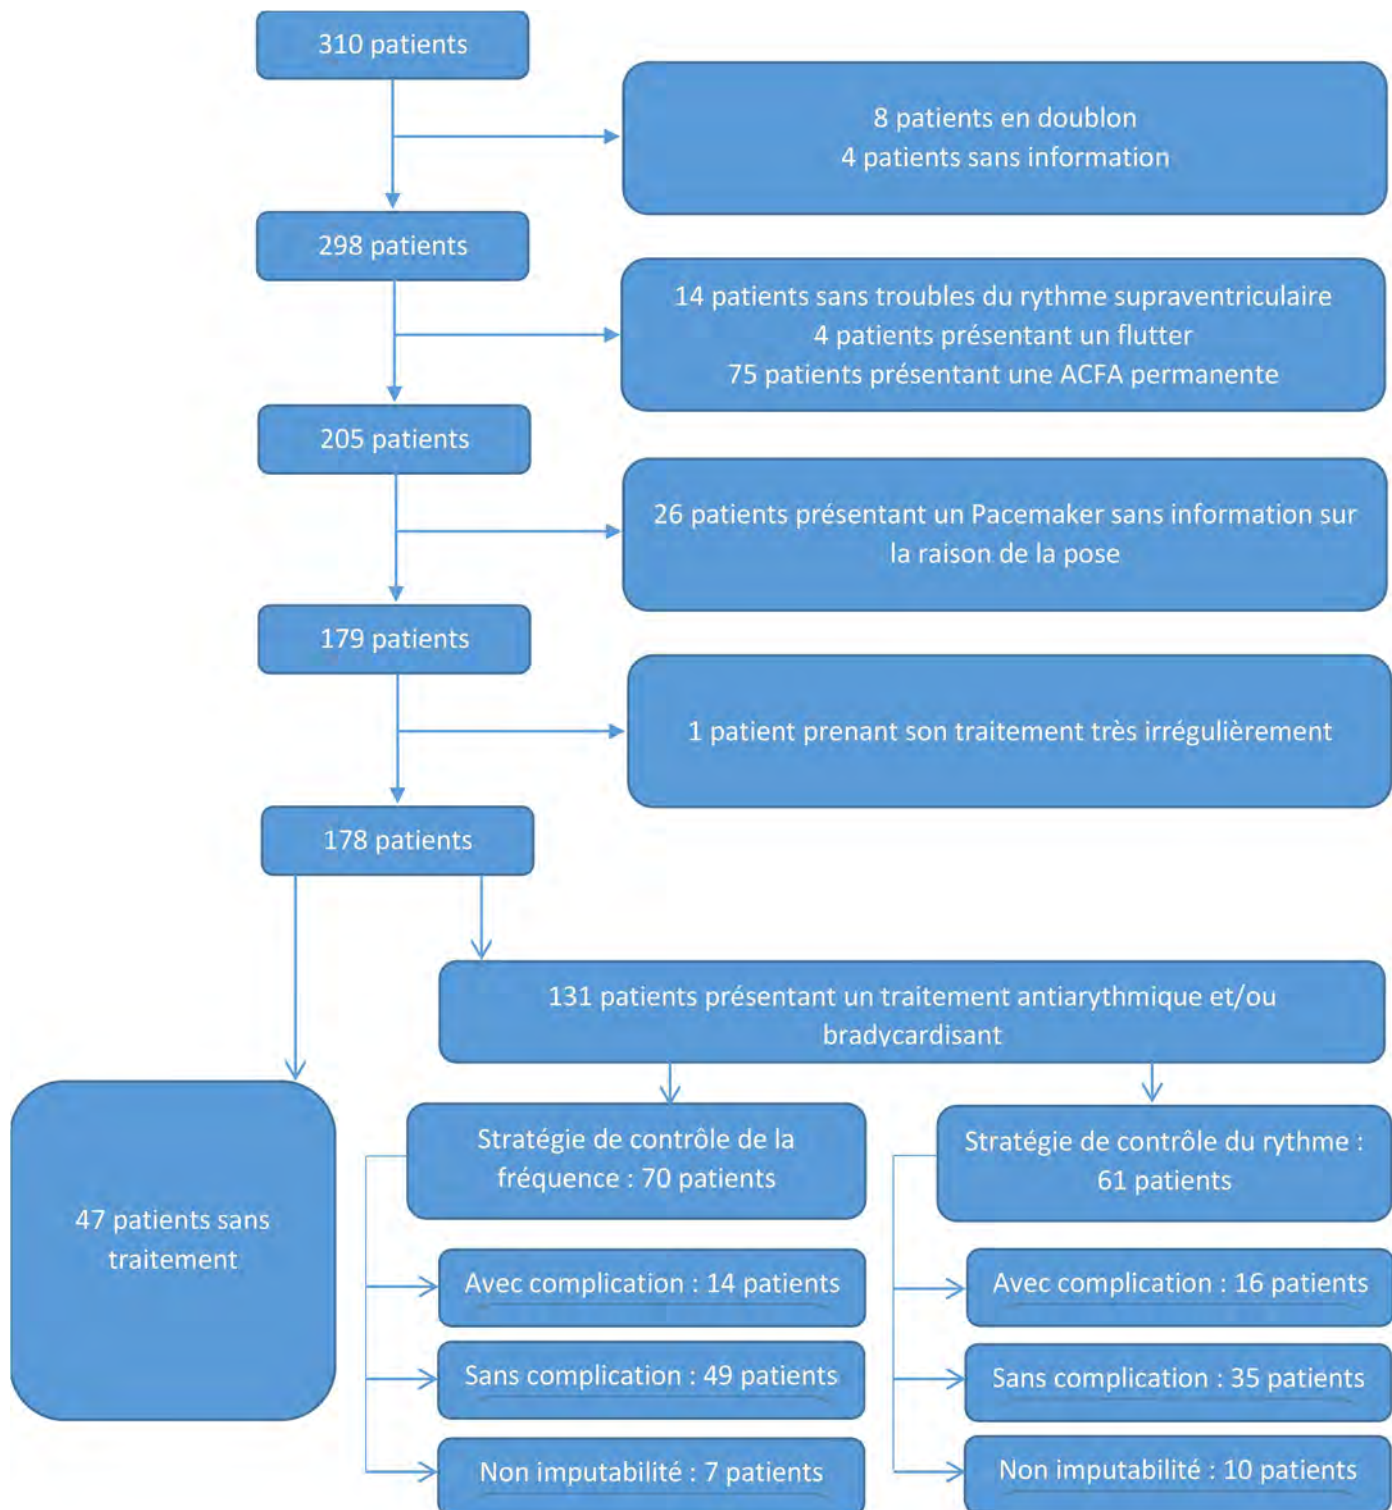 310 patients
8 patients en doublon
4 patients sans information
298 patients
14 patients sans troubles du rythme supraventriculaire
4 patients présentant un flutter
75 patients présentant une ACFA permanente
205 patients
26 patients présentant un Pacemaker sans information sur
la raison de la pose
179 patients
1 patient prenant son traitement très irrégulièrement
178 patients
131 patients présentant un traitement antiarythmique et/ou
bradycardisant
47 patients sans
traitement
Stratégie de contrôle de la
fréquence : 70 patients
Avec complication : 14 patients
Sans complication : 49 patients
Non imputabilité : 7 patients
Stratégie de contrôle du rythme :
61 patients
Avec complication : 16 patients
Sans complication : 35 patients
Non imputabilité : 10 patients